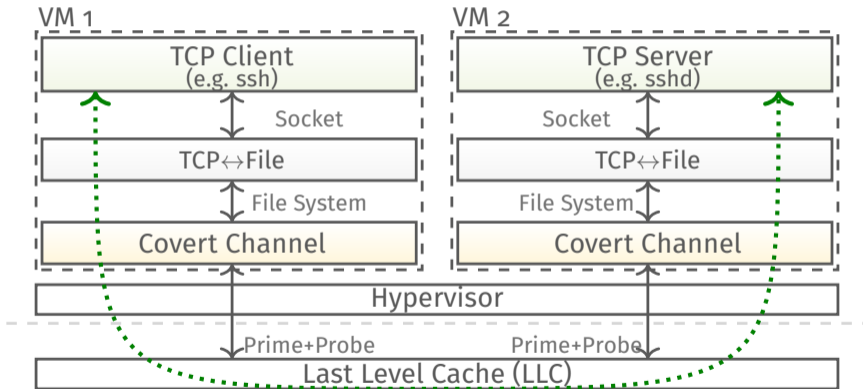 VM 1
VM 2
TCP Client
(e.g. ssh)
TCP Server
(e.g. sshd)
Socket
Socket
TCP↔File
TCP↔File
File System
File System
Covert Channel
Covert Channel
Hypervisor
Prime+Probe
Prime+Probe
Last Level Cache (LLC)